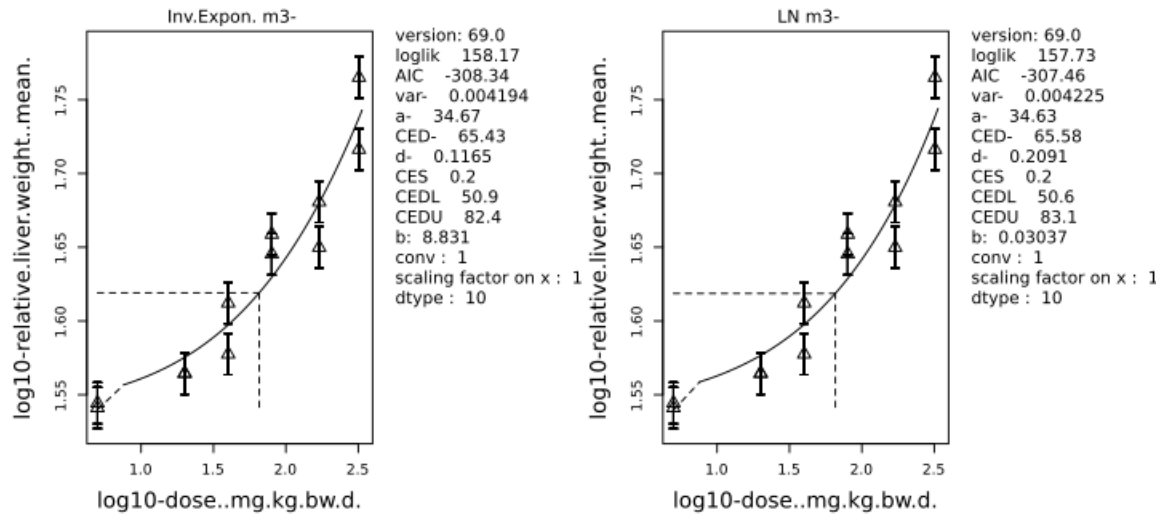 Inv.Expon. m3-
version: 69.0
loglik 158.17
AIC -308.34
var- 0.004194
a- 34.67
CED- 65.43
d- 0.1165
CES 0.2
CEDL 50.9
CEDU 82.4
b: 8.831
conv : 1
scaling factor on x : 1
dtype : 10
log10-relative.liver.weight..mean.
1.75
1.70
1.65
1.60
1.55
1.0 1.5 2.0 2.5
log10-dose..mg.kg.bw.d.
LN m3-
version: 69.0
loglik 157.73
AIC -307.46
var- 0.004225
a- 34.63
CED- 65.58
d- 0.2091
CES 0.2
CEDL 50.6
CEDU 83.1
b: 0.03037
conv : 1
scaling factor on x : 1
dtype : 10
log10-relative.liver.weight..mean.
1.75
1.70
1.65
1.60
1.55
1.0 1.5 2.0 2.5
log10-dose..mg.kg.bw.d.